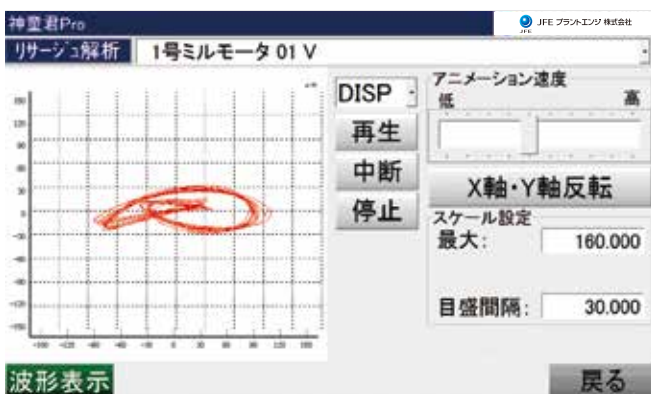 神童君Pro
JFE プラントエンジ 株式会社
JFE
リサージュ解析
1号ミルモータ 01 V
DISP
再生
中断
停止
アニメーション速度
低 高
X軸・Y軸反転
スケール設定
最大: 160.000
目盛間隔: 30.000
波形表示
戻る